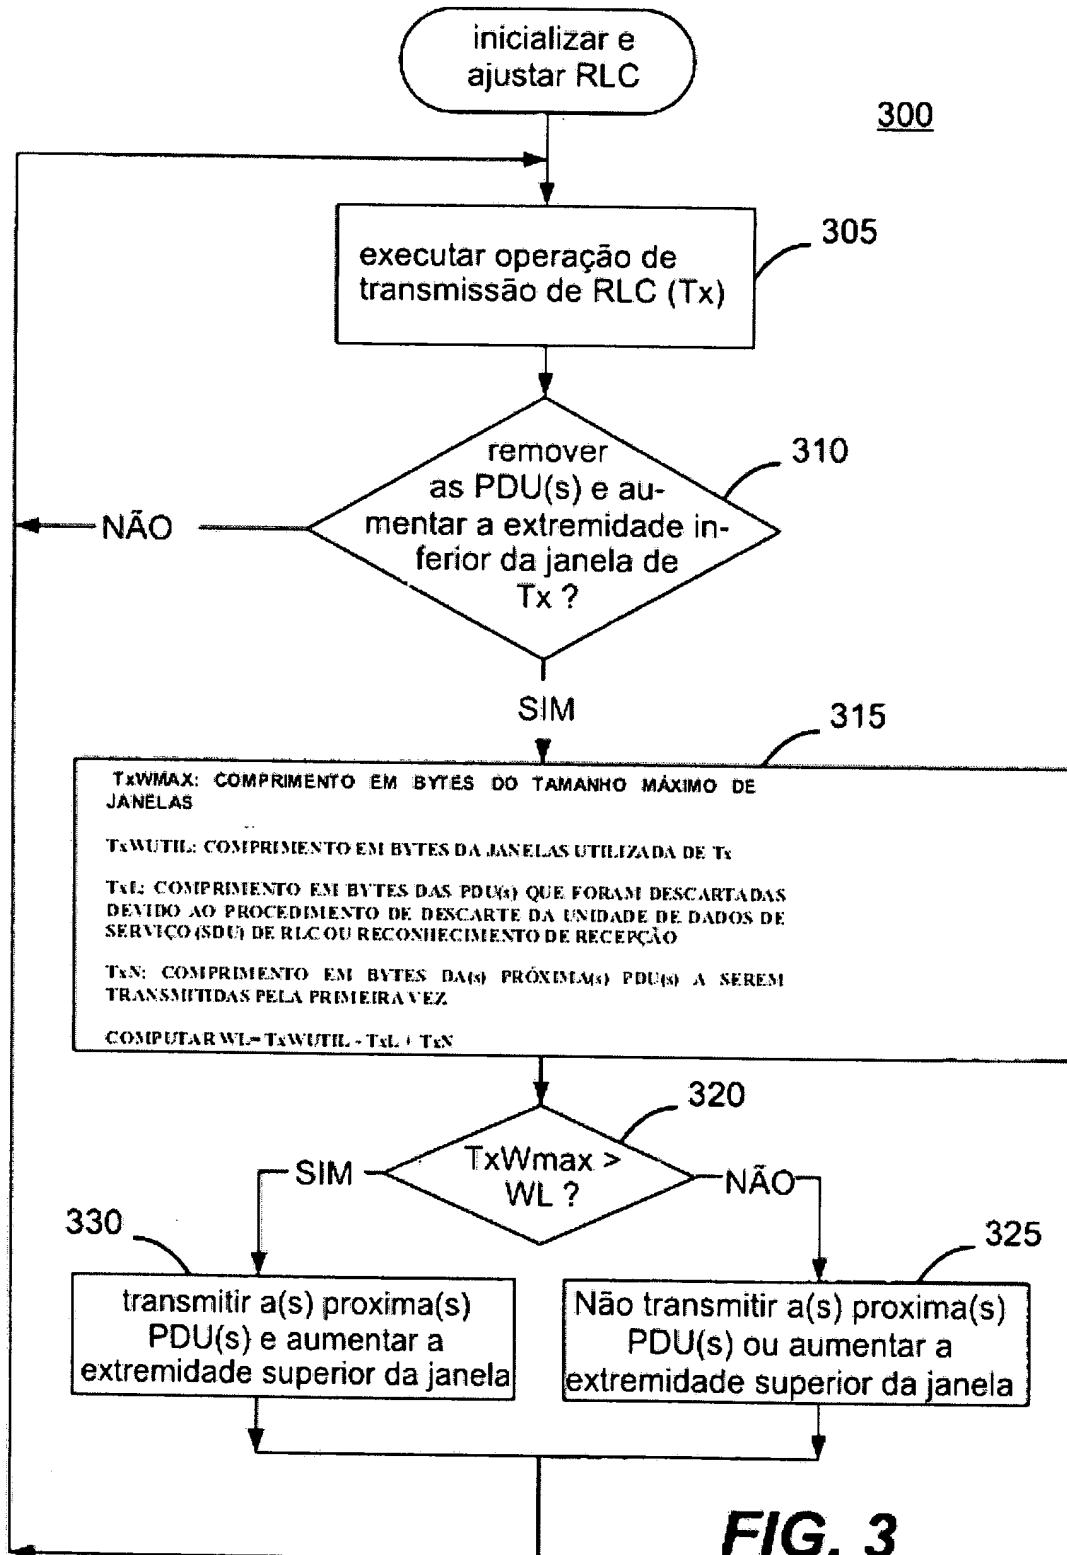 inicializar e
ajustar RLC
300
305
executar operação de
transmissão de RLC (Tx)
310
remover
as PDU(s) e au-
mentar a extremidade in-
ferior da janela de
Tx ?
NÃO
SIM
315
TxWMAX: COMPRIMENTO EM BYTES DO TAMANHO MÁXIMO DE
JANELAS
TxWUTIL: COMPRIMENTO EM BYTES DA JANELAS UTILIZADA DE Tx
TxL: COMPRIMENTO EM BYTES DAS PDU(s) QUE FORAM DESCARTADAS
DEVIDO AO PROCEDIMENTO DE DESCARTE DA UNIDADE DE DADOS DE
SERVIÇO (SDU) DE RLC OU RECONHECIMENTO DE RECEPÇÃO
TxN: COMPRIMENTO EM BYTES DA(s) PRÓXIMA(s) PDU(s) A SEREM
TRANSMITIDAS PELA PRIMEIRA VEZ
COMPUTAR WL= TxWUTIL - TxL + TxN
320
TxWmax >
WL ?
SIM
NÃO
330
325
transmitir a(s) proxima(s)
PDU(s) e aumentar a
extremidade superior da janela
Não transmitir a(s) proxima(s)
PDU(s) ou aumentar a
extremidade superior da janela
FIG. 3